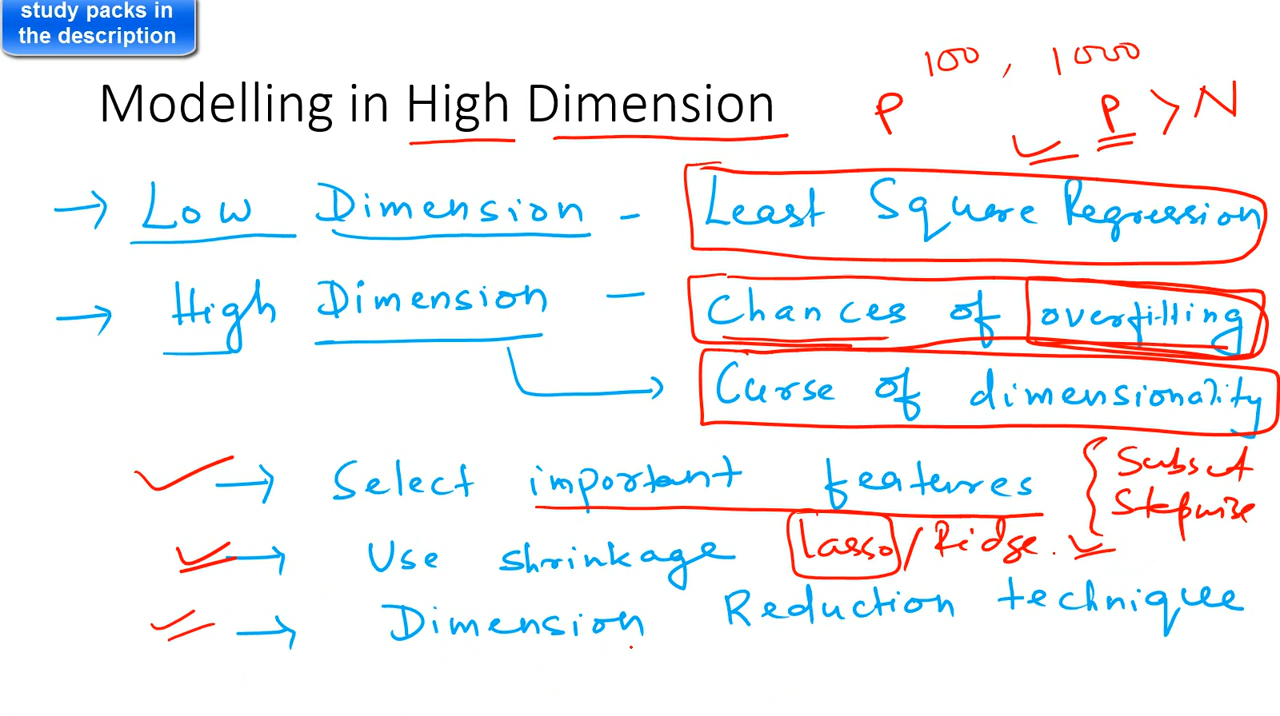 study packs in
the description
100, 1000
Modelling in High Dimension
p p > N
→ Low Dimension - Least Square Regression
→ High Dimension - Chances of overfitting
Curse of dimensionality
→ Select important features { Subset
Stepwise
→ Use shrinkage Lasso/Ridge.
→ Dimension Reduction technique